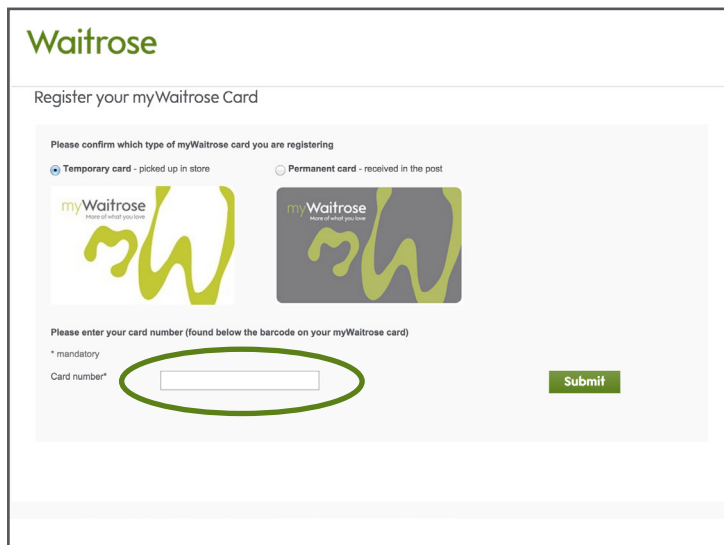 Waitrose
Register your myWaitrose Card
Please confirm which type of myWaitrose card you are registering
Temporary card - picked up in store
Permanent card - received in the post
myWaitrose
More of what you love
myWaitrose
More of what you love
Please enter your card number (found below the barcode on your myWaitrose card)
* mandatory
Card number*
Submit